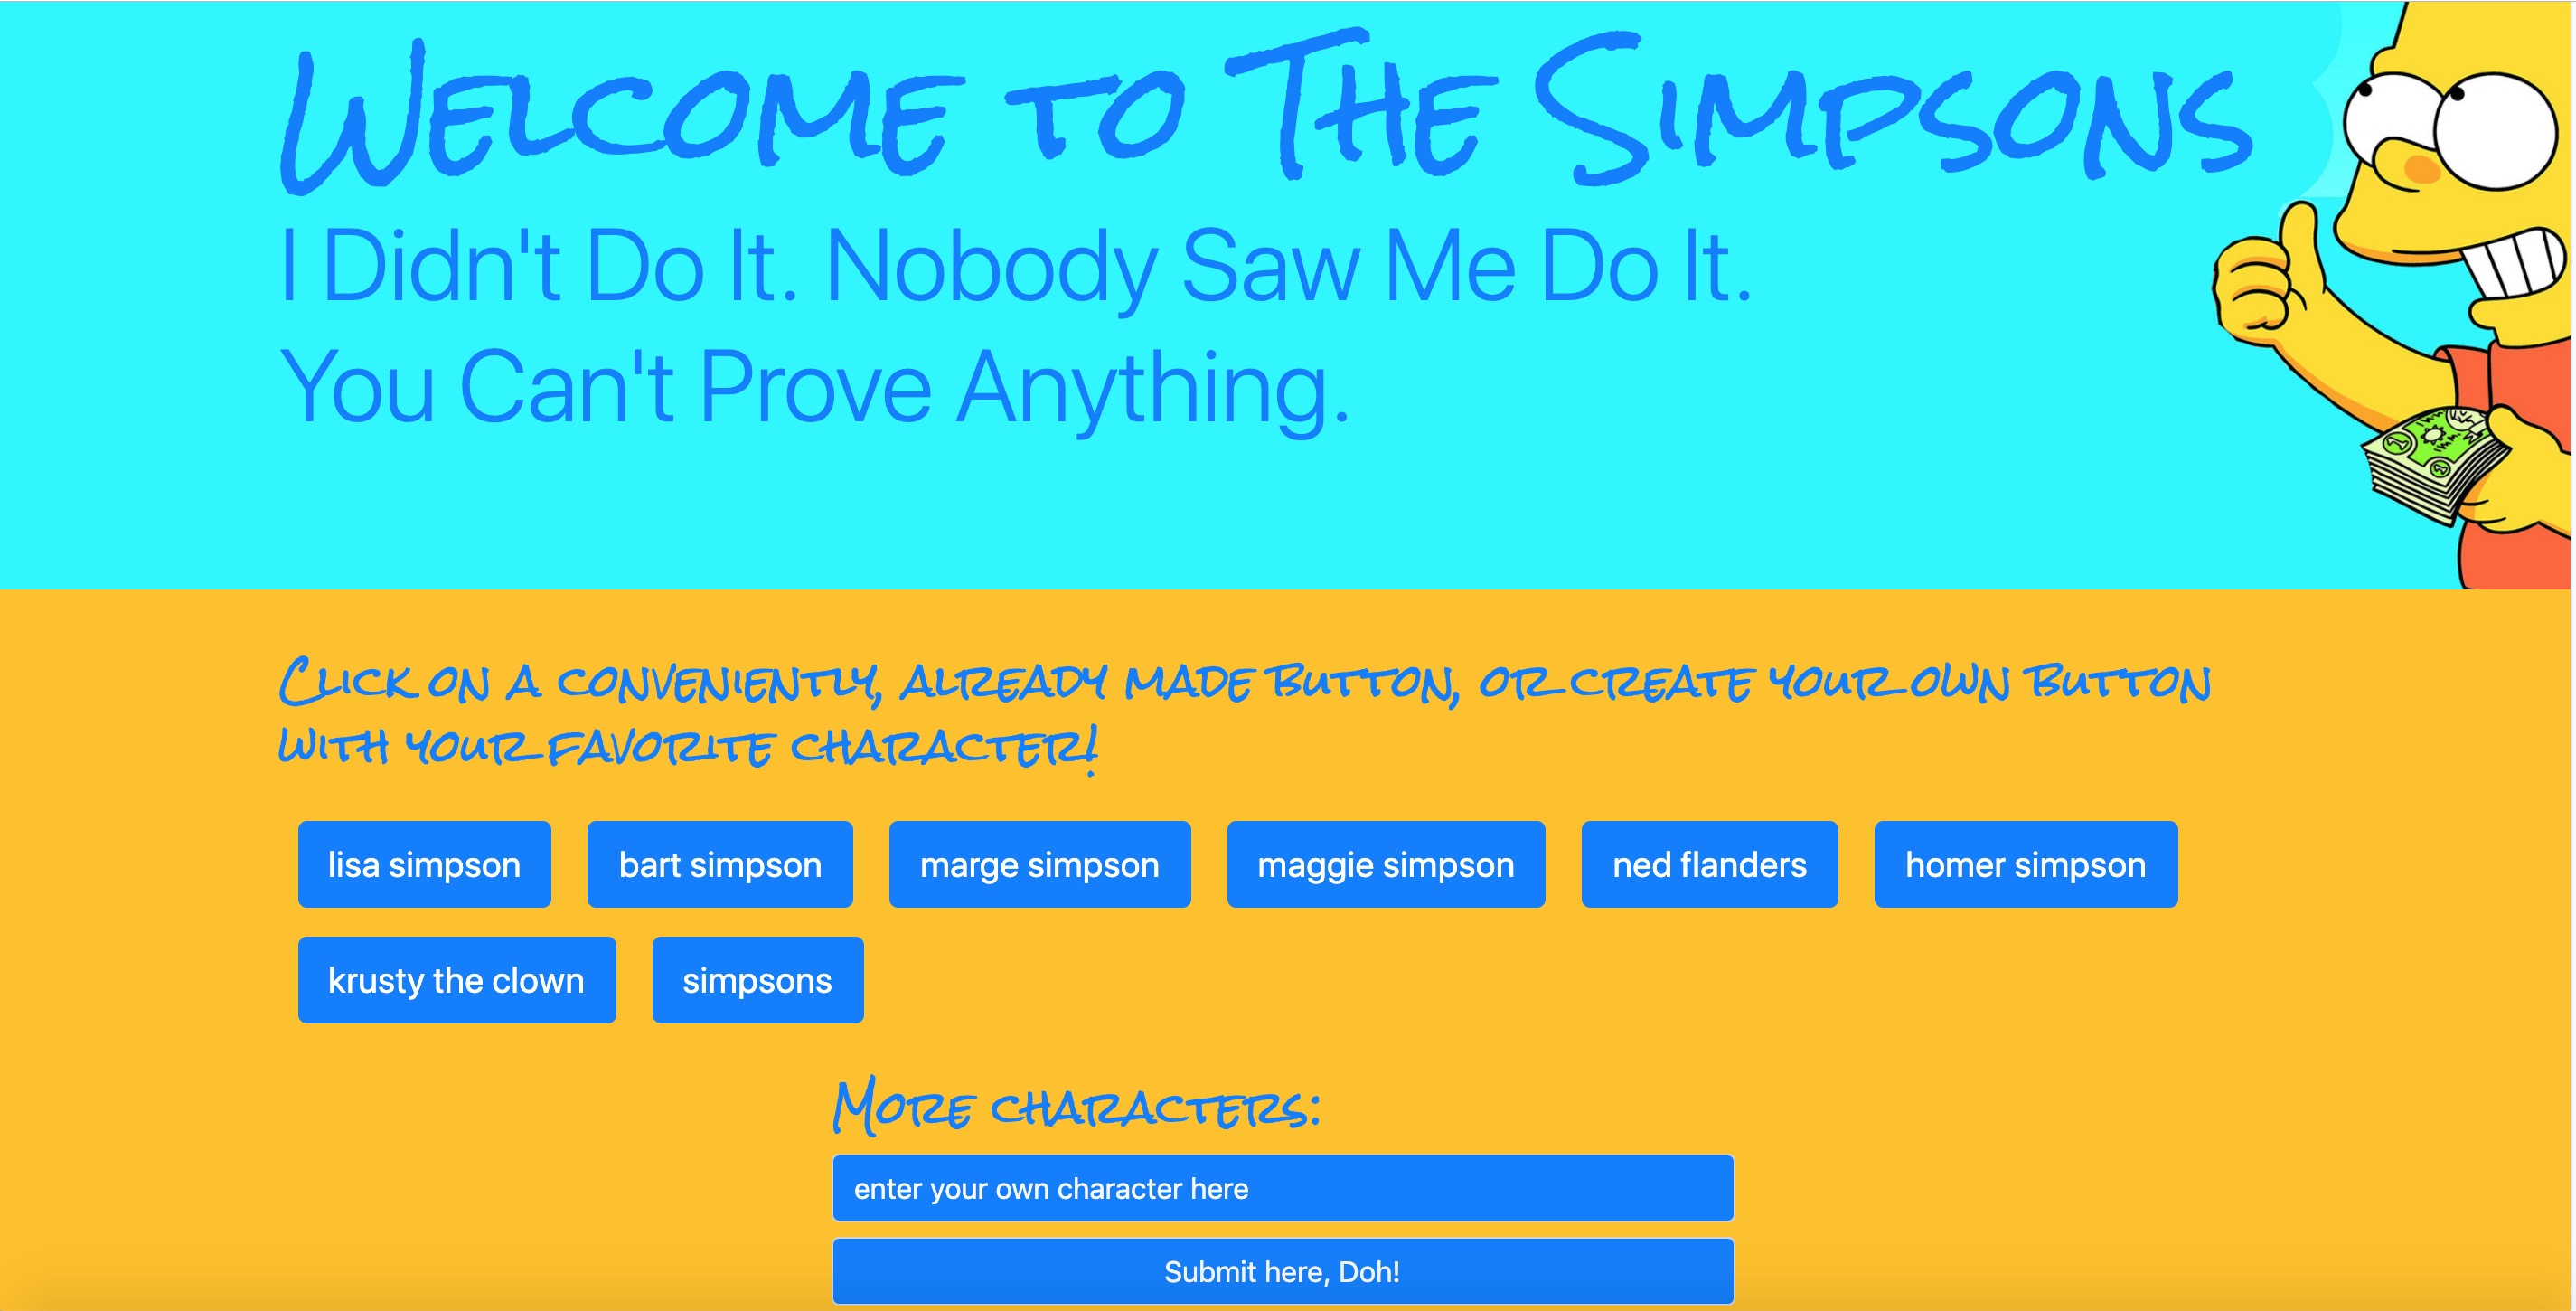 Welcome to The Simpsons
I Didn't Do It. Nobody Saw Me Do It.
You Can't Prove Anything.
Click on a conveniently, already made button, or create your own button
with your favorite character!
lisa simpson bart simpson marge simpson maggie simpson ned flanders homer simpson
krusty the clown simpsons
More characters:
enter your own character here
Submit here, Doh!